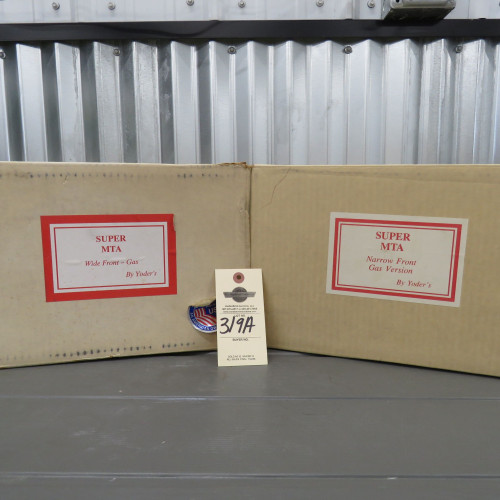 SUPER
MTA
Wide Front - Gas
By Yoder's
SUPER
MTA
Narrow Front
Gas Version
By Yoder's
319A